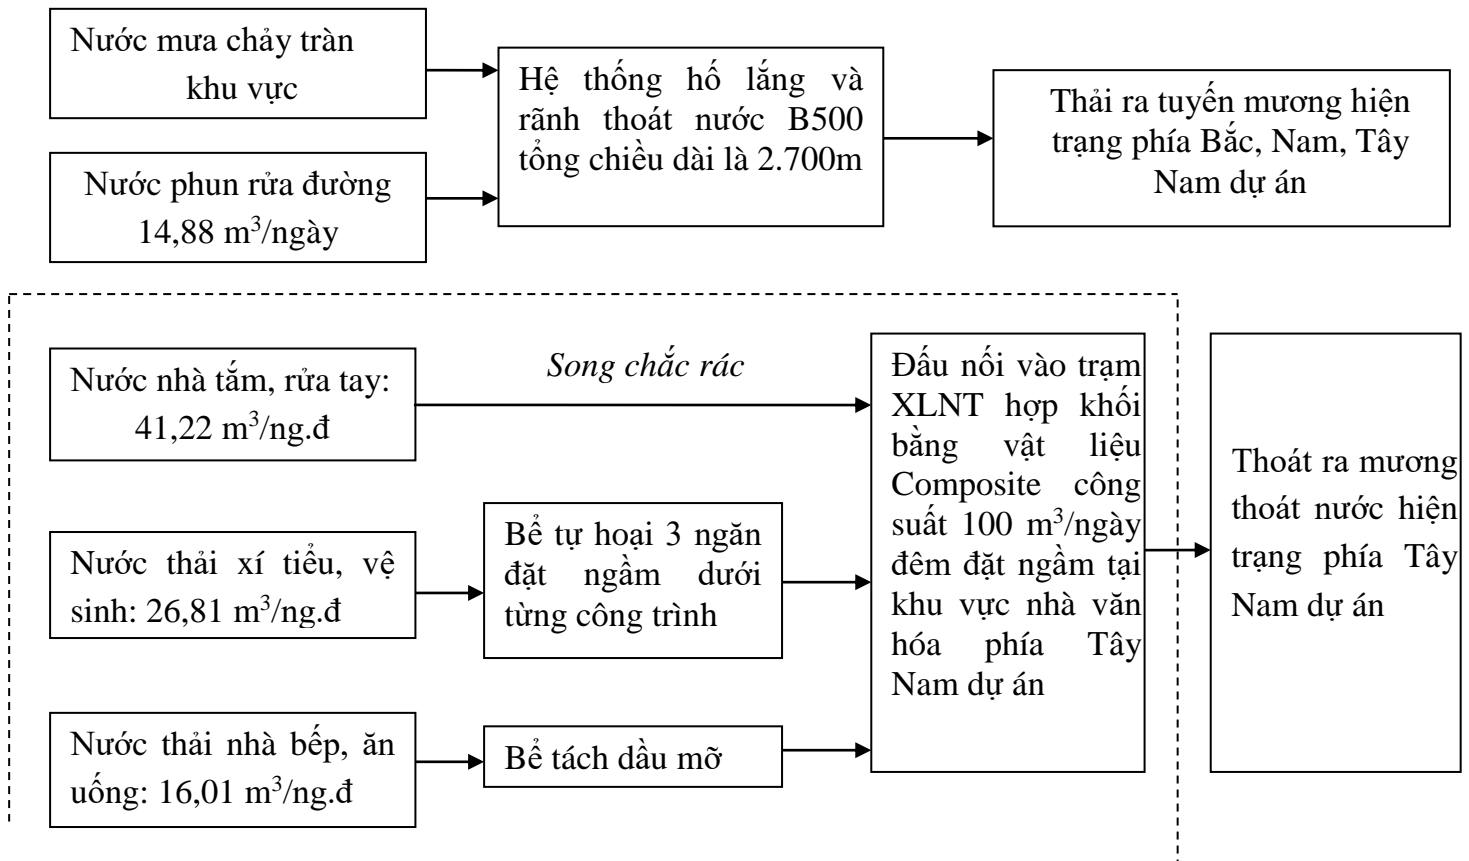 Nước mưa chảy tràn
khu vực
Nước phun rửa đường
14,88 m³/ngày
Hệ thống hố lắng và
rãnh thoát nước B500
tổng chiều dài là 2.700m
Thải ra tuyến mương hiện
trạng phía Bắc, Nam, Tây
Nam dự án
Nước nhà tắm, rửa tay:
41,22 m³/ng.đ
Song chắc rác
Nước thải xí tiểu, vệ
sinh: 26,81 m³/ng.đ
Bể tự hoại 3 ngăn
đặt ngầm dưới
từng công trình
Nước thải nhà bếp, ăn
uống: 16,01 m³/ng.đ
Bể tách dầu mỡ
Đấu nối vào trạm
XLNT hợp khối
bằng vật liệu
Composite công
suất 100 m³/ngày
đêm đặt ngầm tại
khu vực nhà văn
hóa phía Tây
Nam dự án
Thoát ra mương
thoát nước hiện
trạng phía Tây
Nam dự án